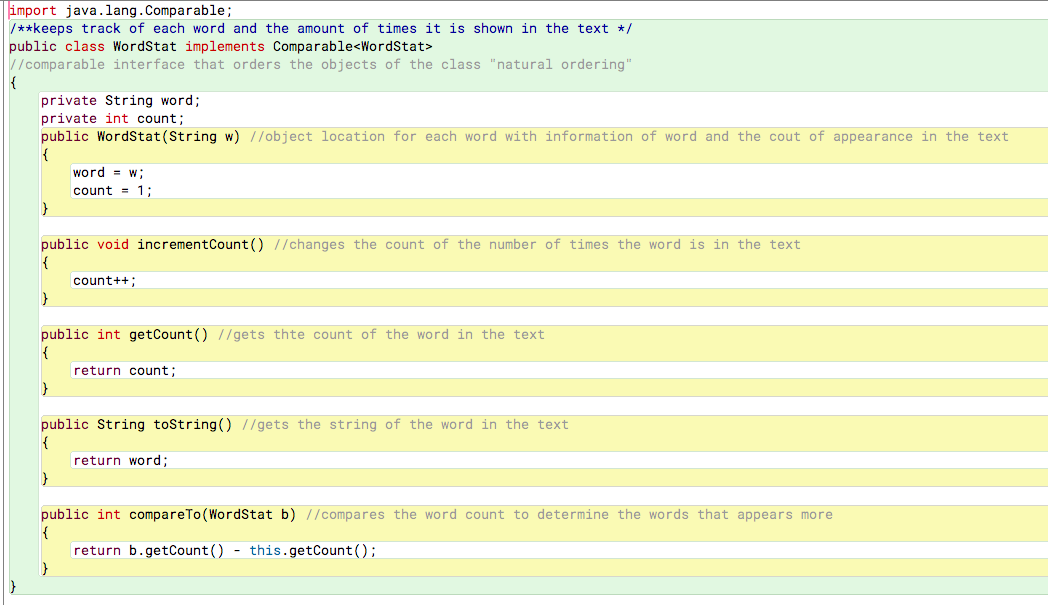 import java.lang.Comparable;
/**keeps track of each word and the amount of times it is shown in the text */
public class WordStat implements Comparable<WordStat>
//comparable interface that orders the objects of the class "natural ordering"
{
private String word;
private int count;
public WordStat(String w) //object location for each word with information of word and the cout of appearance in the text
{
word = w;
count = 1;
}
public void incrementCount() //changes the count of the number of times the word is in the text
{
count++;
}
public int getCount() //gets thte count of the word in the text
{
return count;
}
public String toString() //gets the string of the word in the text
{
return word;
}
public int compareTo(WordStat b) //compares the word count to determine the words that appears more
{
return b.getCount() - this.getCount();
}
}